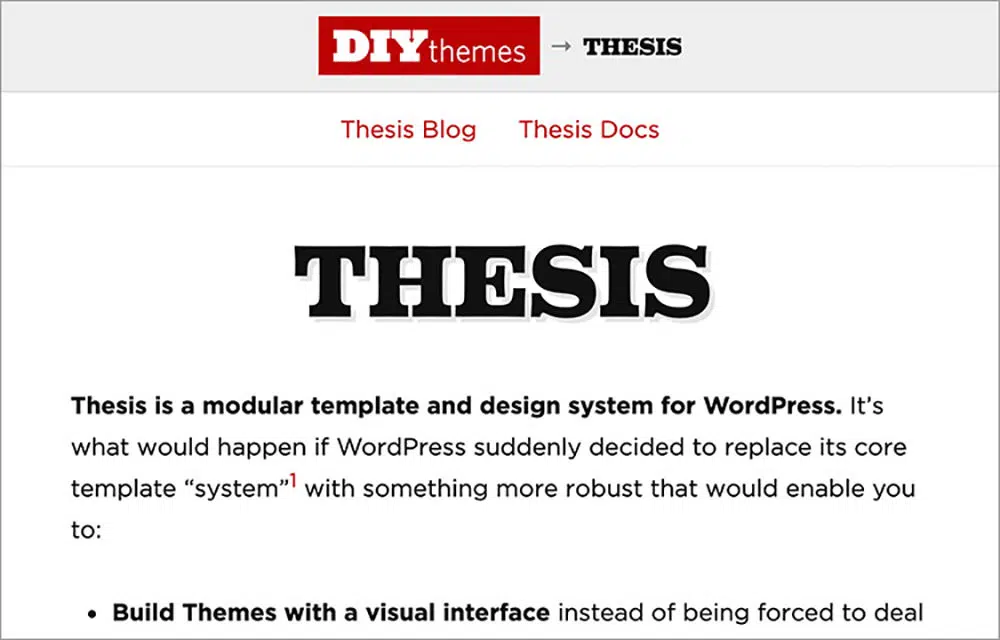 DIYthemes → THESIS
Thesis Blog Thesis Docs
THESIS
Thesis is a modular template and design system for WordPress. It’s
what would happen if WordPress suddenly decided to replace its core
template “system”1 with something more robust that would enable you
to:
• Build Themes with a visual interface instead of being forced to deal